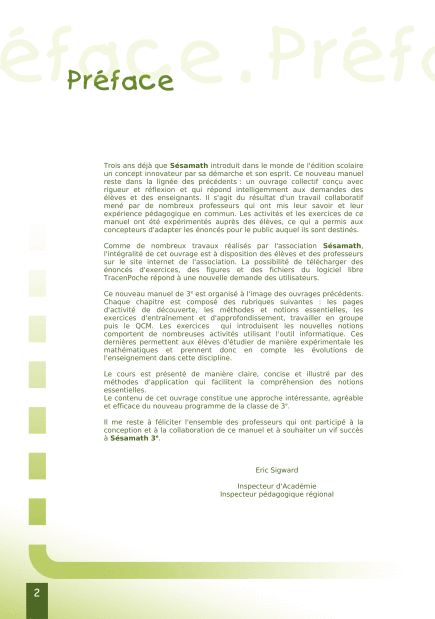 éface.Préfa
Préface
Trois ans déjà que Sésamath introduit dans le monde de l'édition scolaire
un concept innovateur par sa démarche et son esprit. Ce nouveau manuel
reste dans la lignée des précédents : un ouvrage collectif conçu avec
rigueur et réflexion et qui répond intelligemment aux demandes des
élèves et des enseignants. Il s'agit du résultat d'un travail collaboratif
mené par de nombreux professeurs qui ont mis leur savoir et leur
expérience pédagogique en commun. Les activités et les exercices de ce
manuel ont été expérimentés auprès des élèves, ce qui a permis aux
concepteurs d'adapter les énoncés pour le public auquel ils sont destinés.
Comme de nombreux travaux réalisés par l'association Sésamath,
l'intégralité de cet ouvrage est à disposition des élèves et des professeurs
sur le site internet de l'association. La possibilité de télécharger des
énoncés d'exercices, des figures et des fichiers du logiciel libre
TracenPoche répond à une nouvelle demande des utilisateurs.
Ce nouveau manuel de 3e est organisé à l'image des ouvrages précédents.
Chaque chapitre est composé des rubriques suivantes : les pages
d'activité de découverte, les méthodes et notions essentielles, les
exercices d'entraînement et d'approfondissement, travailler en groupe
puis le QCM. Les exercices qui introduisent les nouvelles notions
comportent de nombreuses activités utilisant l'outil informatique. Ces
dernières permettent aux élèves d'étudier de manière expérimentale les
mathématiques et prennent donc en compte les évolutions de
l'enseignement dans cette discipline.
Le cours est présenté de manière claire, concise et illustré par des
méthodes d'application qui facilitent la compréhension des notions
essentielles.
Le contenu de cet ouvrage constitue une approche intéressante, agréable
et efficace du nouveau programme de la classe de 3e.
Il me reste à féliciter l'ensemble des professeurs qui ont participé à la
conception et à la collaboration de ce manuel et à souhaiter un vif succès
à Sésamath 3e.
Eric Sigward
Inspecteur d'Académie
Inspecteur pédagogique régional
2